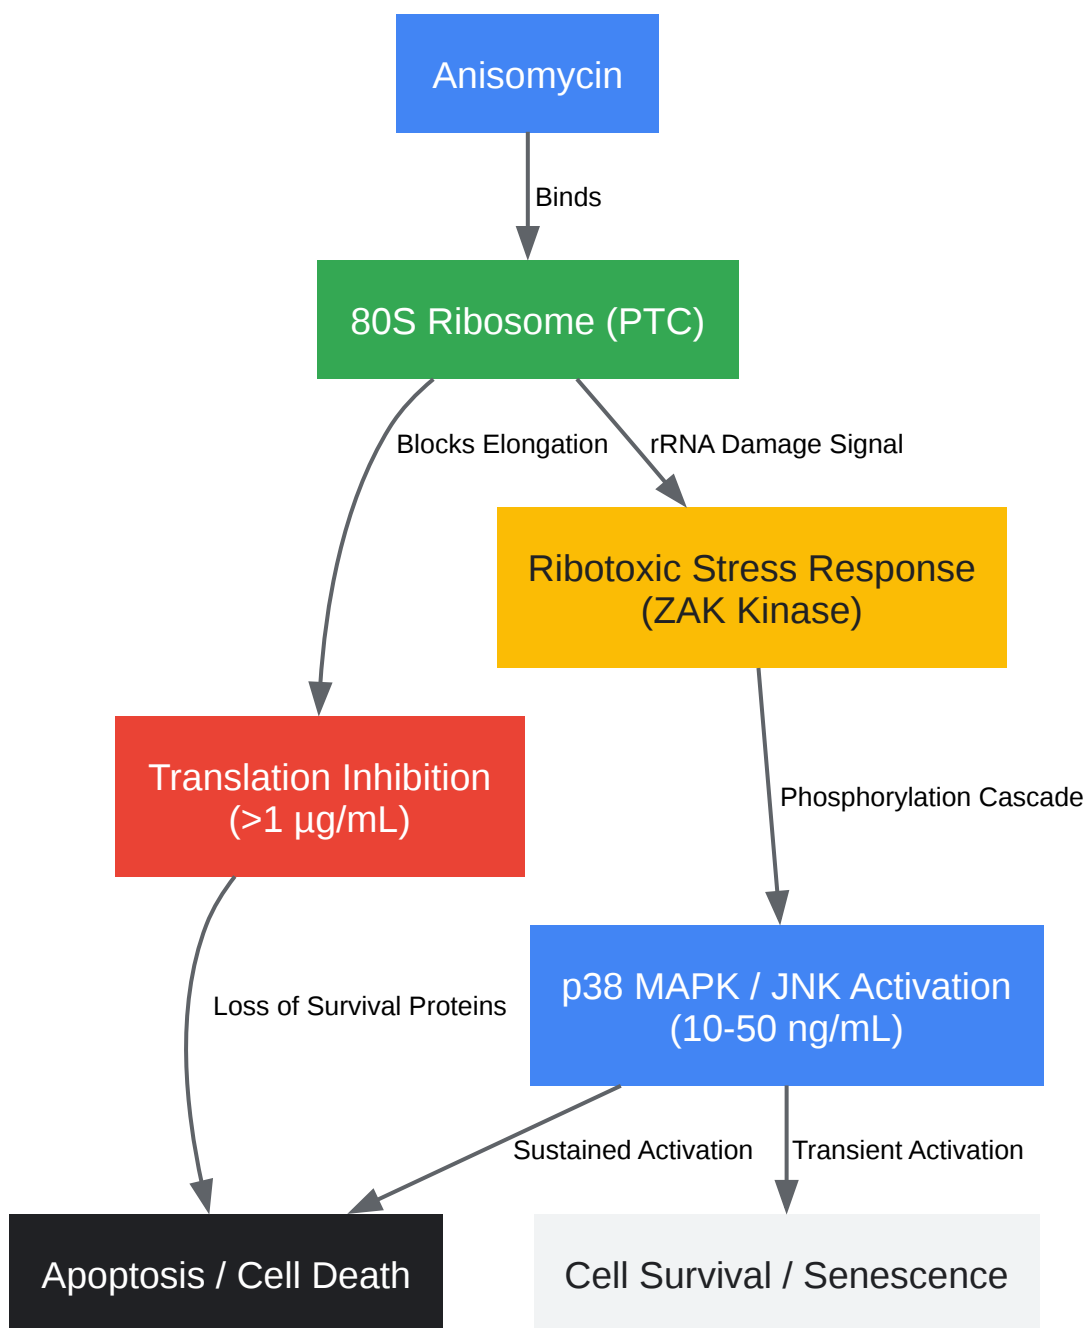 Anisomycin
Binds
80S Ribosome (PTC)
Blocks Elongation
rRNA Damage Signal
Ribotoxic Stress Response
(ZAK Kinase)
Translation Inhibition
(>1 µg/mL)
Phosphorylation Cascade
p38 MAPK / JNK Activation
(10-50 ng/mL)
Loss of Survival Proteins
Sustained Activation
Transient Activation
Apoptosis / Cell Death
Cell Survival / Senescence